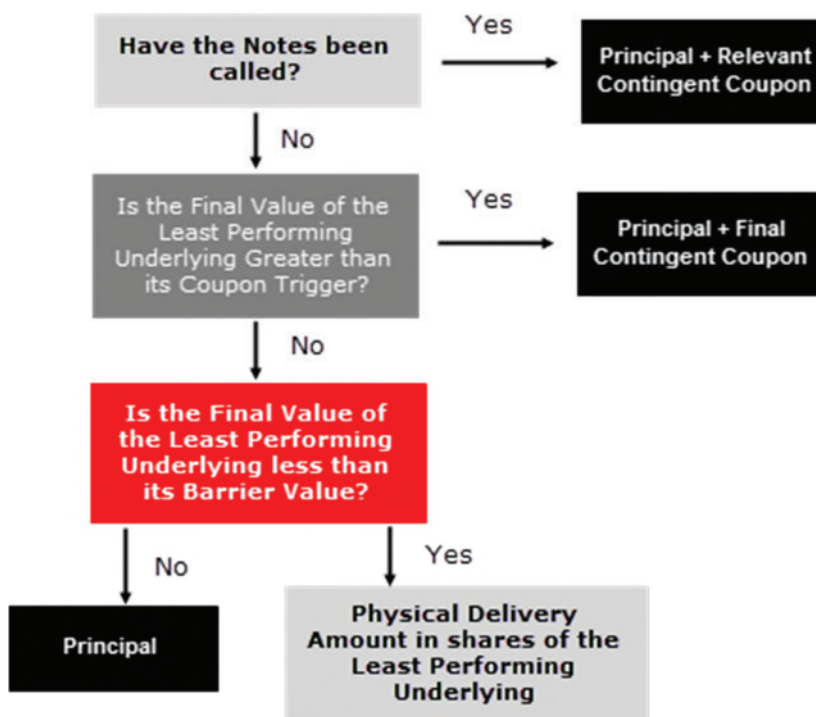 Have the Notes been
called?
Yes
Principal + Relevant
Contingent Coupon
No
Is the Final Value of the
Least Performing
Underlying Greater than
its Coupon Trigger?
Yes
Principal + Final
Contingent Coupon
No
Is the Final Value of
the Least Performing
Underlying less than
its Barrier Value?
No
Yes
Principal
Physical Delivery
Amount in shares of the
Least Performing
Underlying